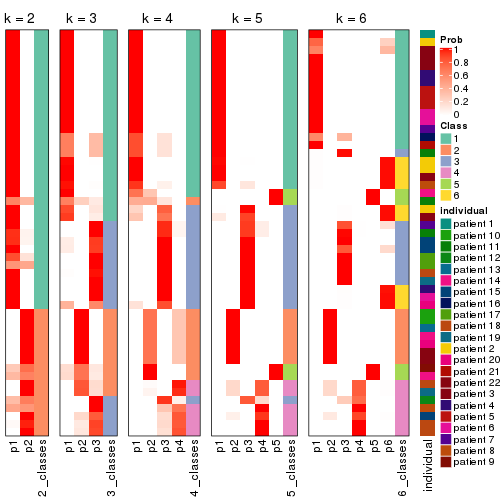 k = 2
k = 3
k = 4
k = 5
k = 6
p1
p2
2_classes
p1
p2
p3
3_classes
p1
p2
p3
p4
4_classes
p1
p2
p3
p4
p5
5_classes
p1
p2
p3
p4
p5
p6
6_classes
individual
Prob
1
0.8
0.6
0.4
0.2
0
Class
1
2
3
4
5
6
Individual
patient 1
patient 10
patient 11
patient 12
patient 13
patient 14
patient 15
patient 16
patient 17
patient 18
patient 19
patient 2
patient 20
patient 21
patient 22
patient 3
patient 4
patient 5
patient 6
patient 7
patient 8
patient 9